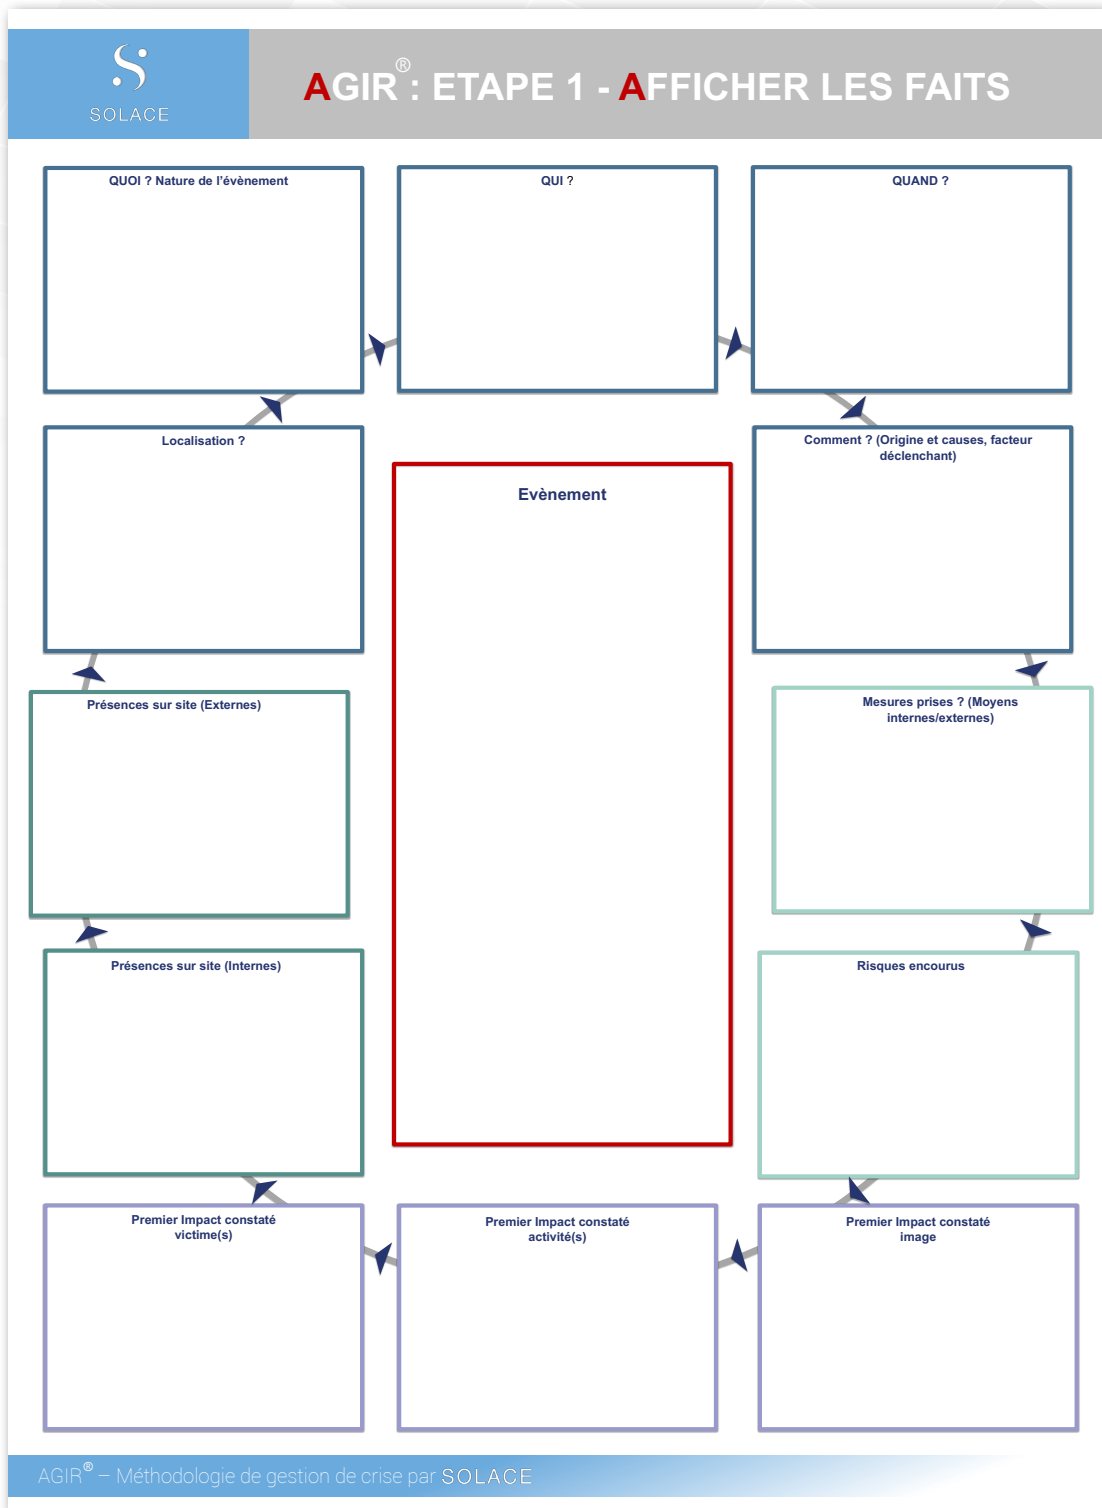 SOLACE
AGIR® : ETAPE 1 - AFFICHER LES FAITS
QUOI ? Nature de l'évènement
QUI ?
QUAND ?
Localisation ?
Evènement
Comment ? (Origine et causes, facteur
déclenchant)
Présences sur site (Externes)
Mesures prises ? (Moyens
internes/externes)
Présences sur site (Internes)
Risques encourus
Premier Impact constaté
victime(s)
Premier Impact constaté
activité(s)
Premier Impact constaté
image
AGIR® – Méthodologie de gestion de crise par SOLACE